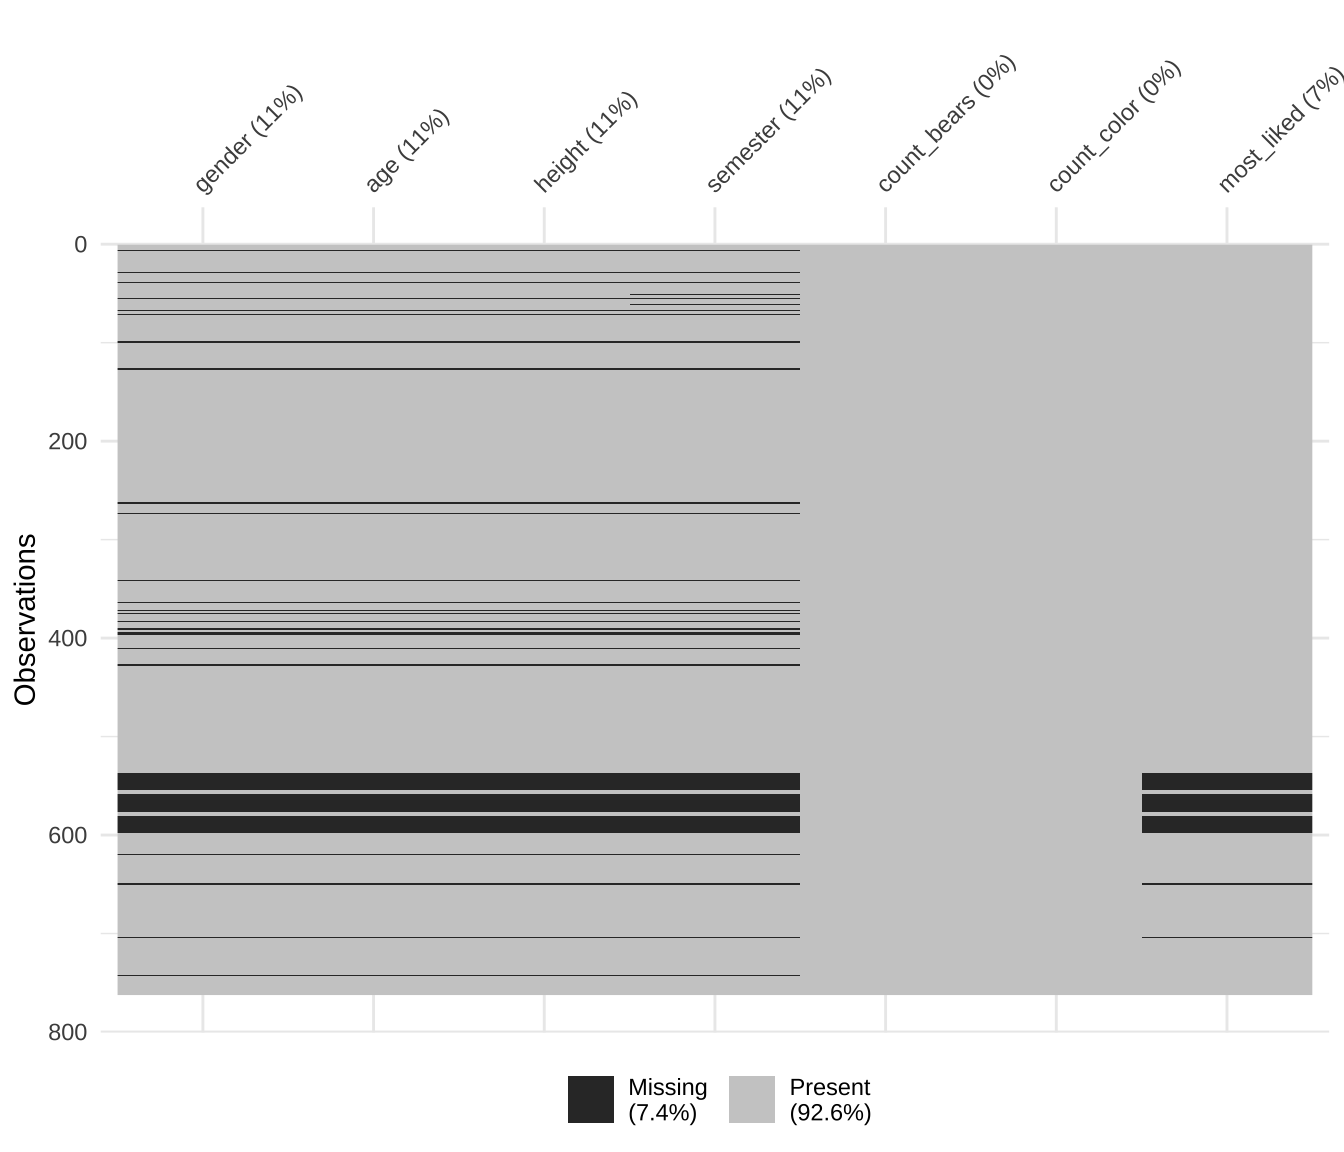 gender (11%)
age (11%)
height (11%)
semester (11%)
count_bears (0%)
count_color (0%)
most_liked (7%)
0
200
400
600
800
Observations
Missing
(7.4%)
Present
(92.6%)